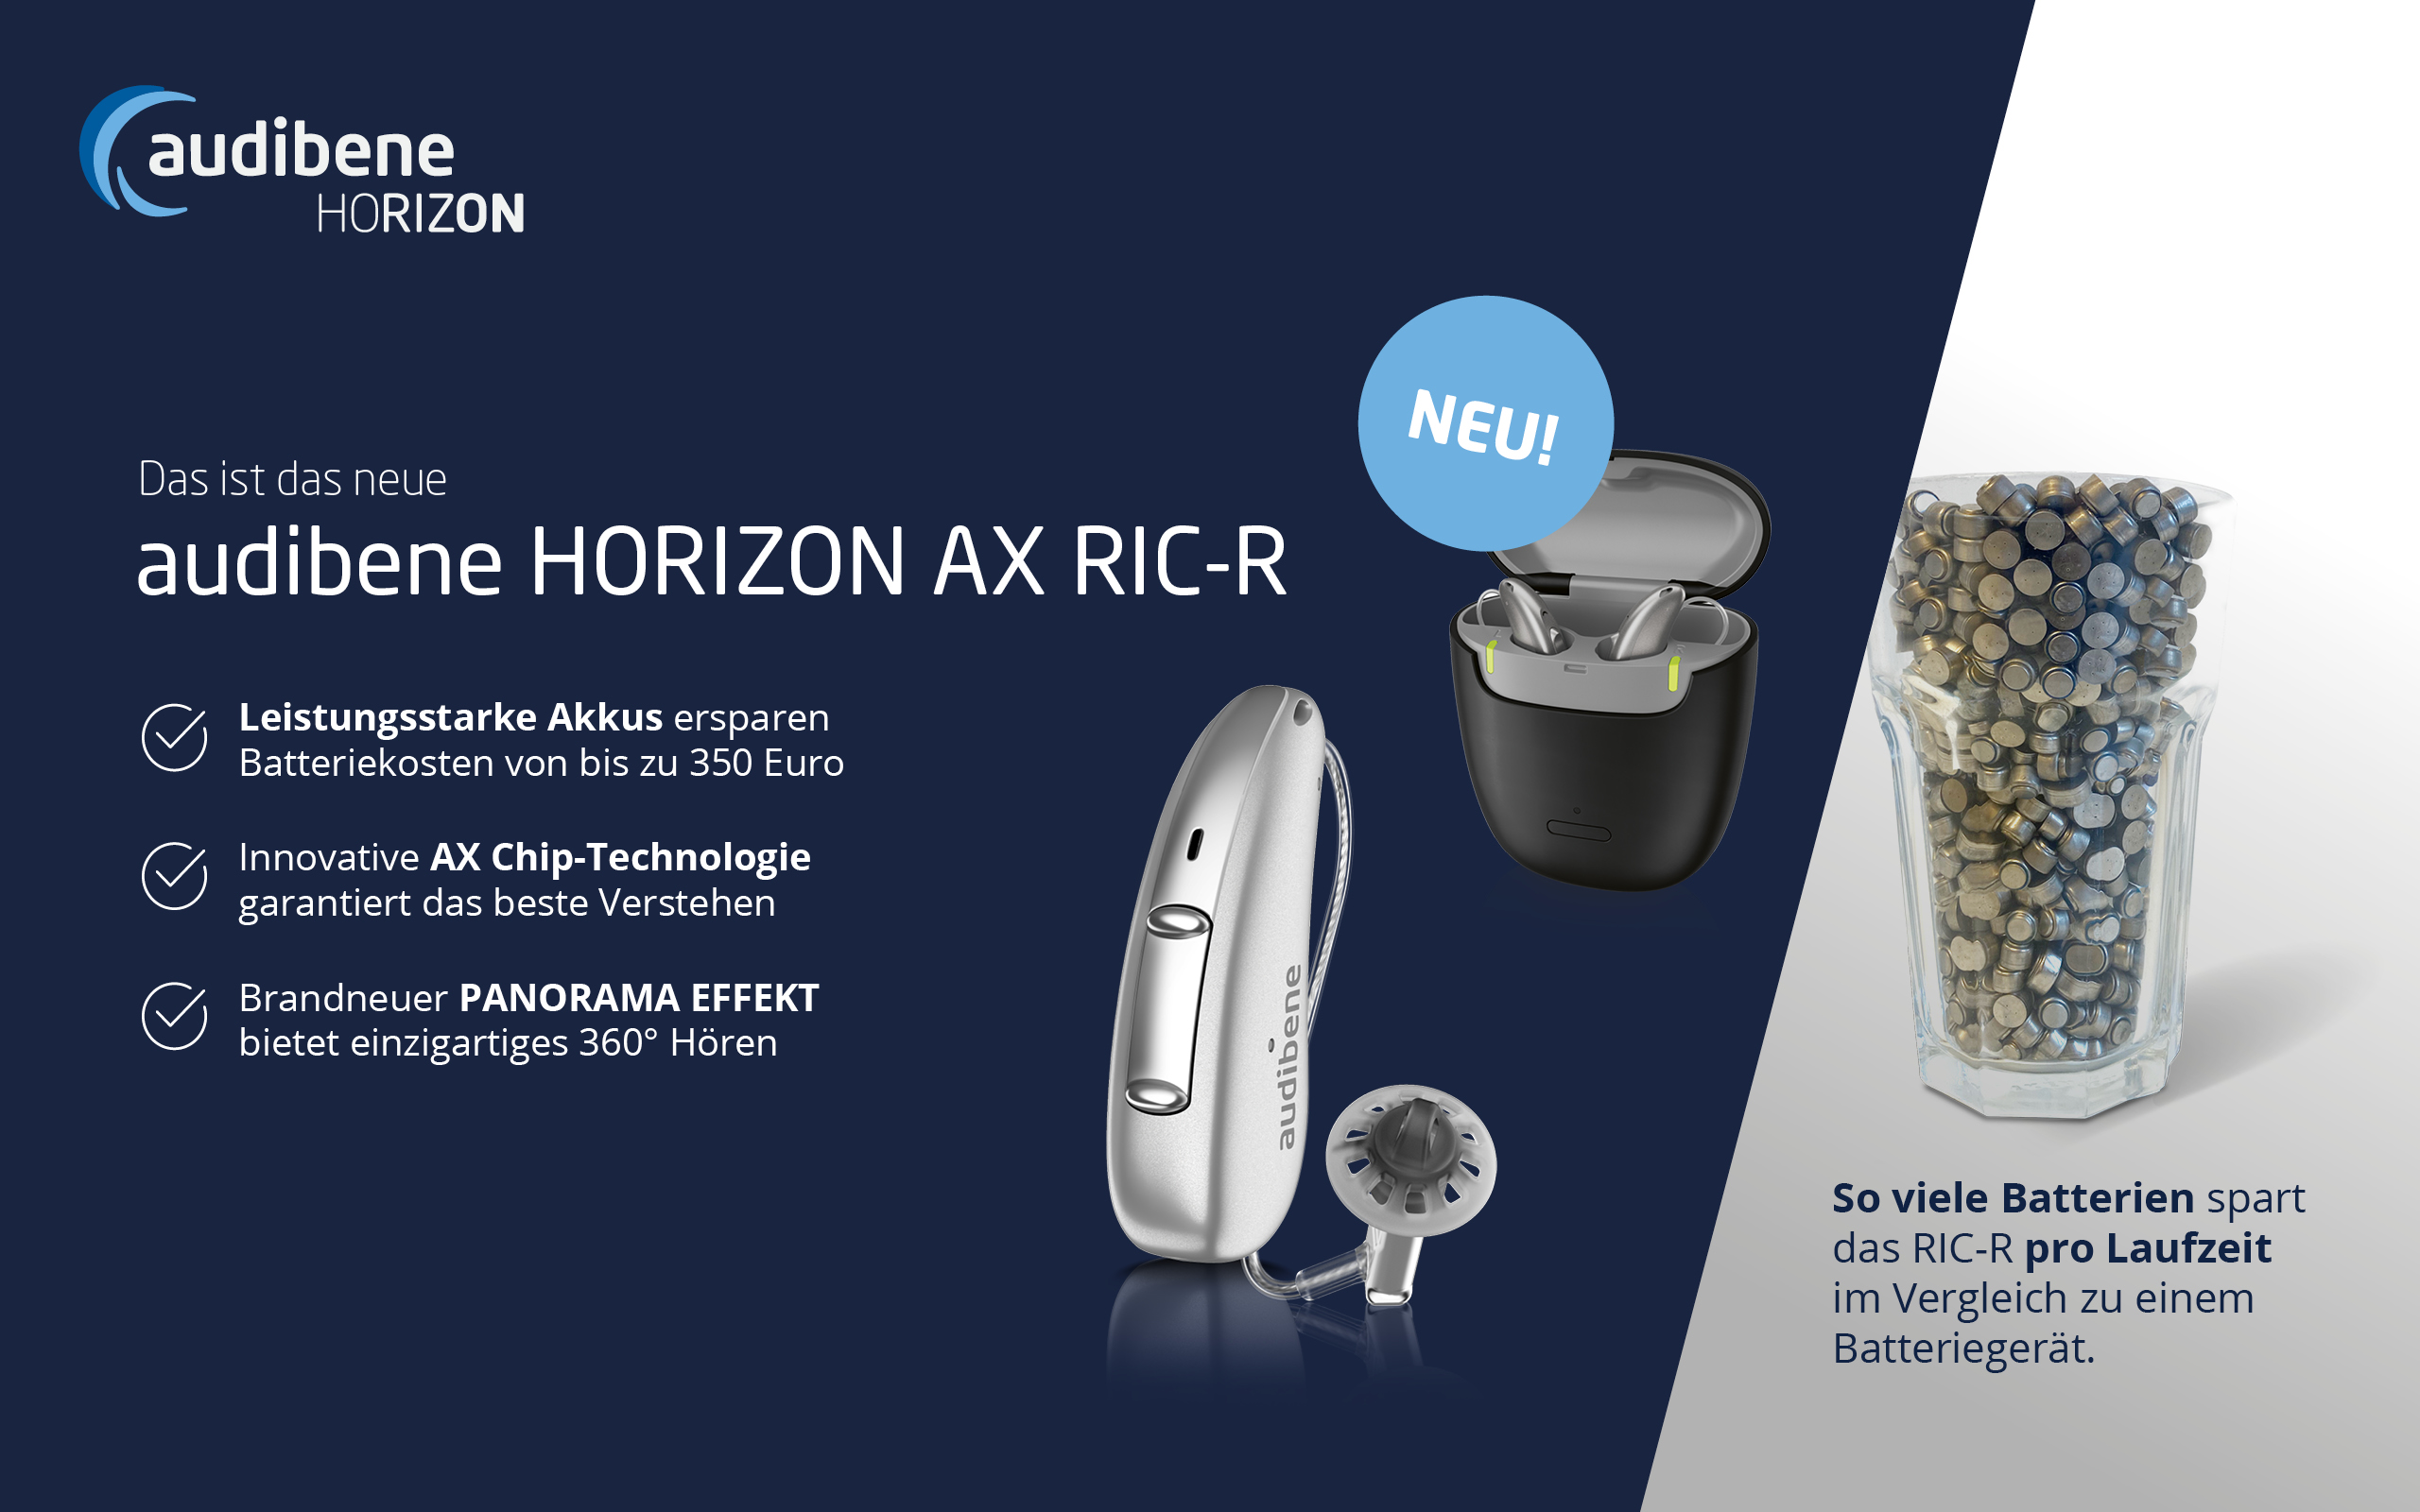 audibene
HORIZON
Das ist das neue
audibene HORIZON AX RIC-R
NEU!
Leistungsstarke Akkus ersparen
Batteriekosten von bis zu 350 Euro
Innovative AX Chip-Technologie
garantiert das beste Verstehen
Brandneuer PANORAMA EFFEKT
bietet einzigartiges 360° Hören
audibene
So viele Batterien spart
das RIC-R pro Laufzeit
im Vergleich zu einem
Batteriegerät.